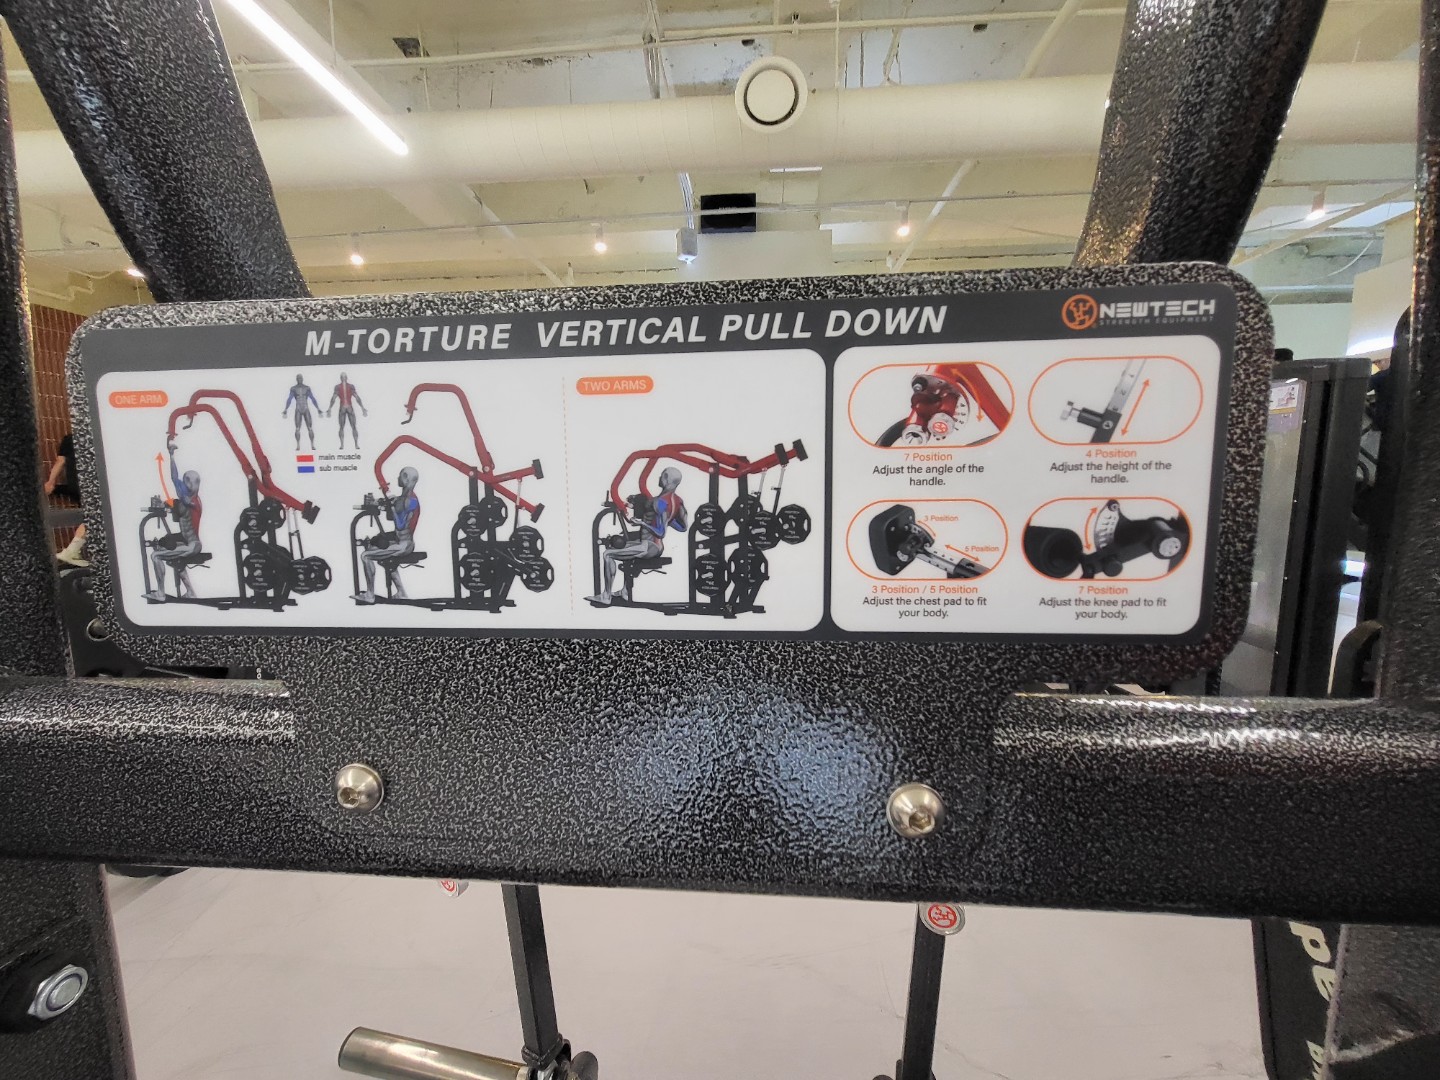 M-TORTURE VERTICAL PULL DOWN
NEWTECH
STRENGTH EQUIPMENT
ONE ARM
main muscle
sub muscle
TWO ARMS
7 Position
Adjust the angle of the
handle.
4 Position
Adjust the height of the
handle.
3 Position
5 Position
3 Position / 5 Position
Adjust the chest pad to fit
your body.
7 Position
Adjust the knee pad to fit
your body.